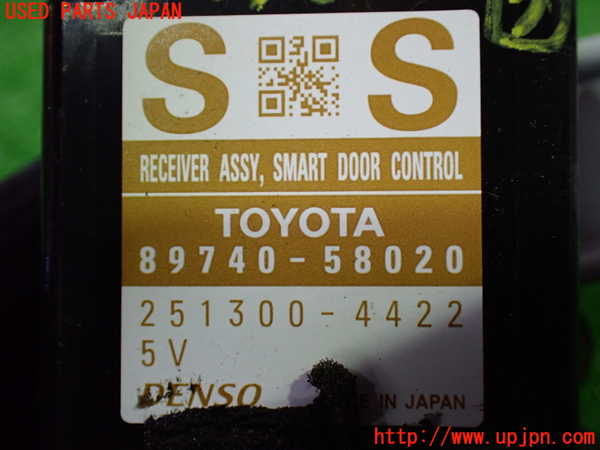 USED PARTS JAPAN
S S
RECEIVER ASSY, SMART DOOR CONTROL
TOYOTA
89740-58020
251300-4422
5V
DENSO IN JAPAN
http://www.upjpn.com